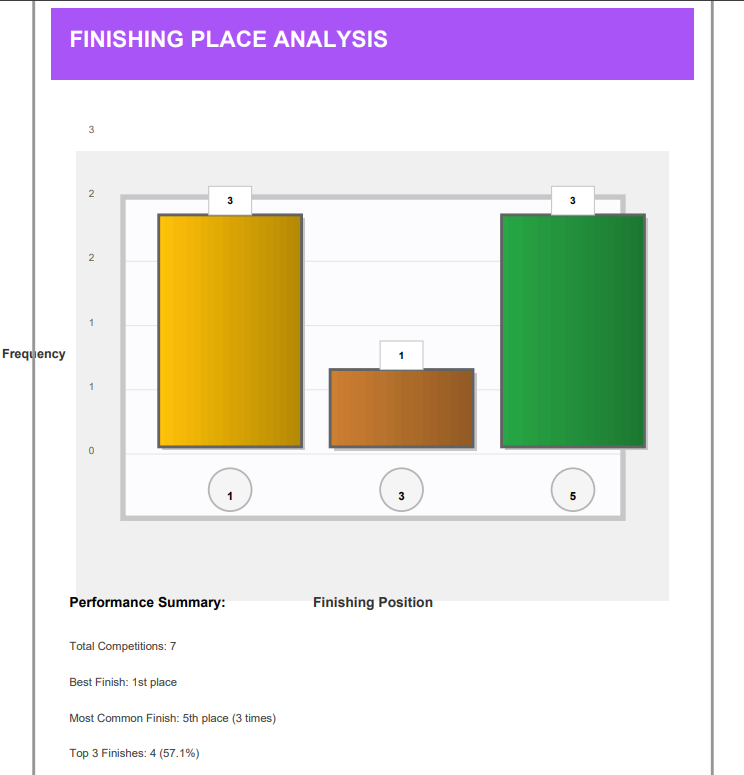 FINISHING PLACE ANALYSIS
3
2
3
3
2
1
1
Frequency
1
0
1
3
5
Performance Summary:
Finishing Position
Total Competitions: 7
Best Finish: 1st place
Most Common Finish: 5th place (3 times)
Top 3 Finishes: 4 (57.1%)